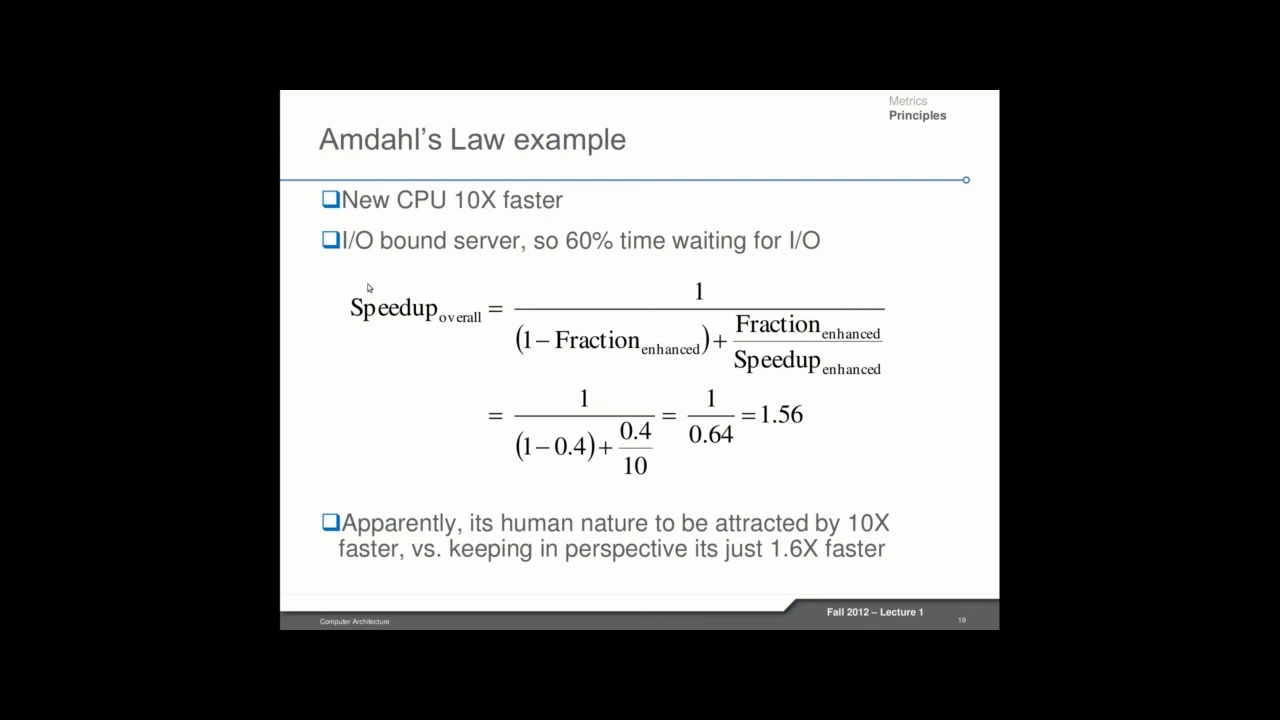 Metrics
Principles
Amdahl's Law example
❑New CPU 10X faster
❑I/O bound server, so 60% time waiting for I/O
Speedup_overall = 1 / ((1 − Fraction_enhanced) + Fraction_enhanced / Speedup_enhanced)
= 1 / ((1 − 0.4) + 0.4 / 10) = 1 / 0.64 = 1.56
❑Apparently, its human nature to be attracted by 10X
faster, vs. keeping in perspective its just 1.6X faster
Fall 2012 – Lecture 1
Computer Architecture
19